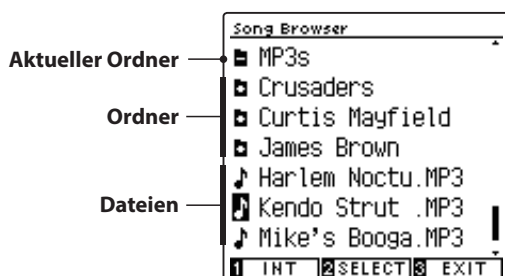 Song Browser
Aktueller Ordner
MP3s
Crusaders
Ordner
Curtis Mayfield
James Brown
Harlem Noctu.MP3
Dateien
Kendo Strut .MP3
Mike's Booga.MP3
1 INT 2 SELECT 3 EXIT